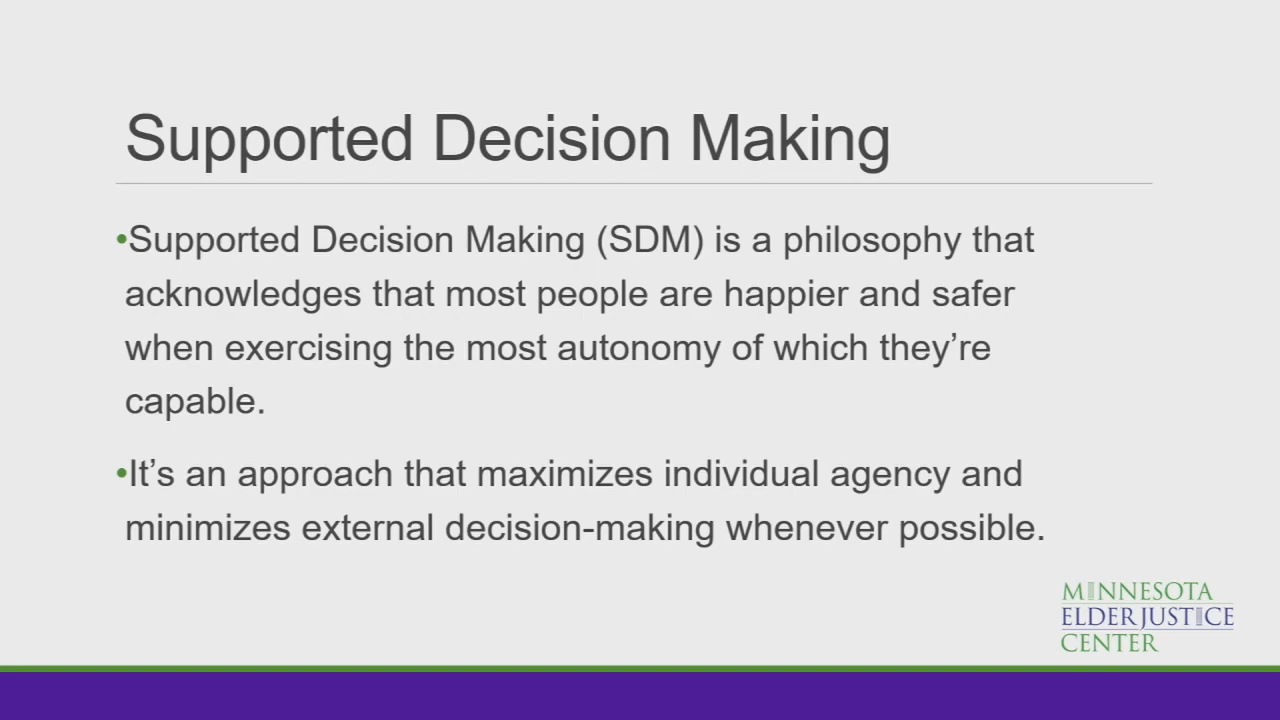 Supported Decision Making
•Supported Decision Making (SDM) is a philosophy that
acknowledges that most people are happier and safer
when exercising the most autonomy of which they’re
capable.
•It’s an approach that maximizes individual agency and
minimizes external decision-making whenever possible.
MINNESOTA
ELDER JUSTICE
CENTER